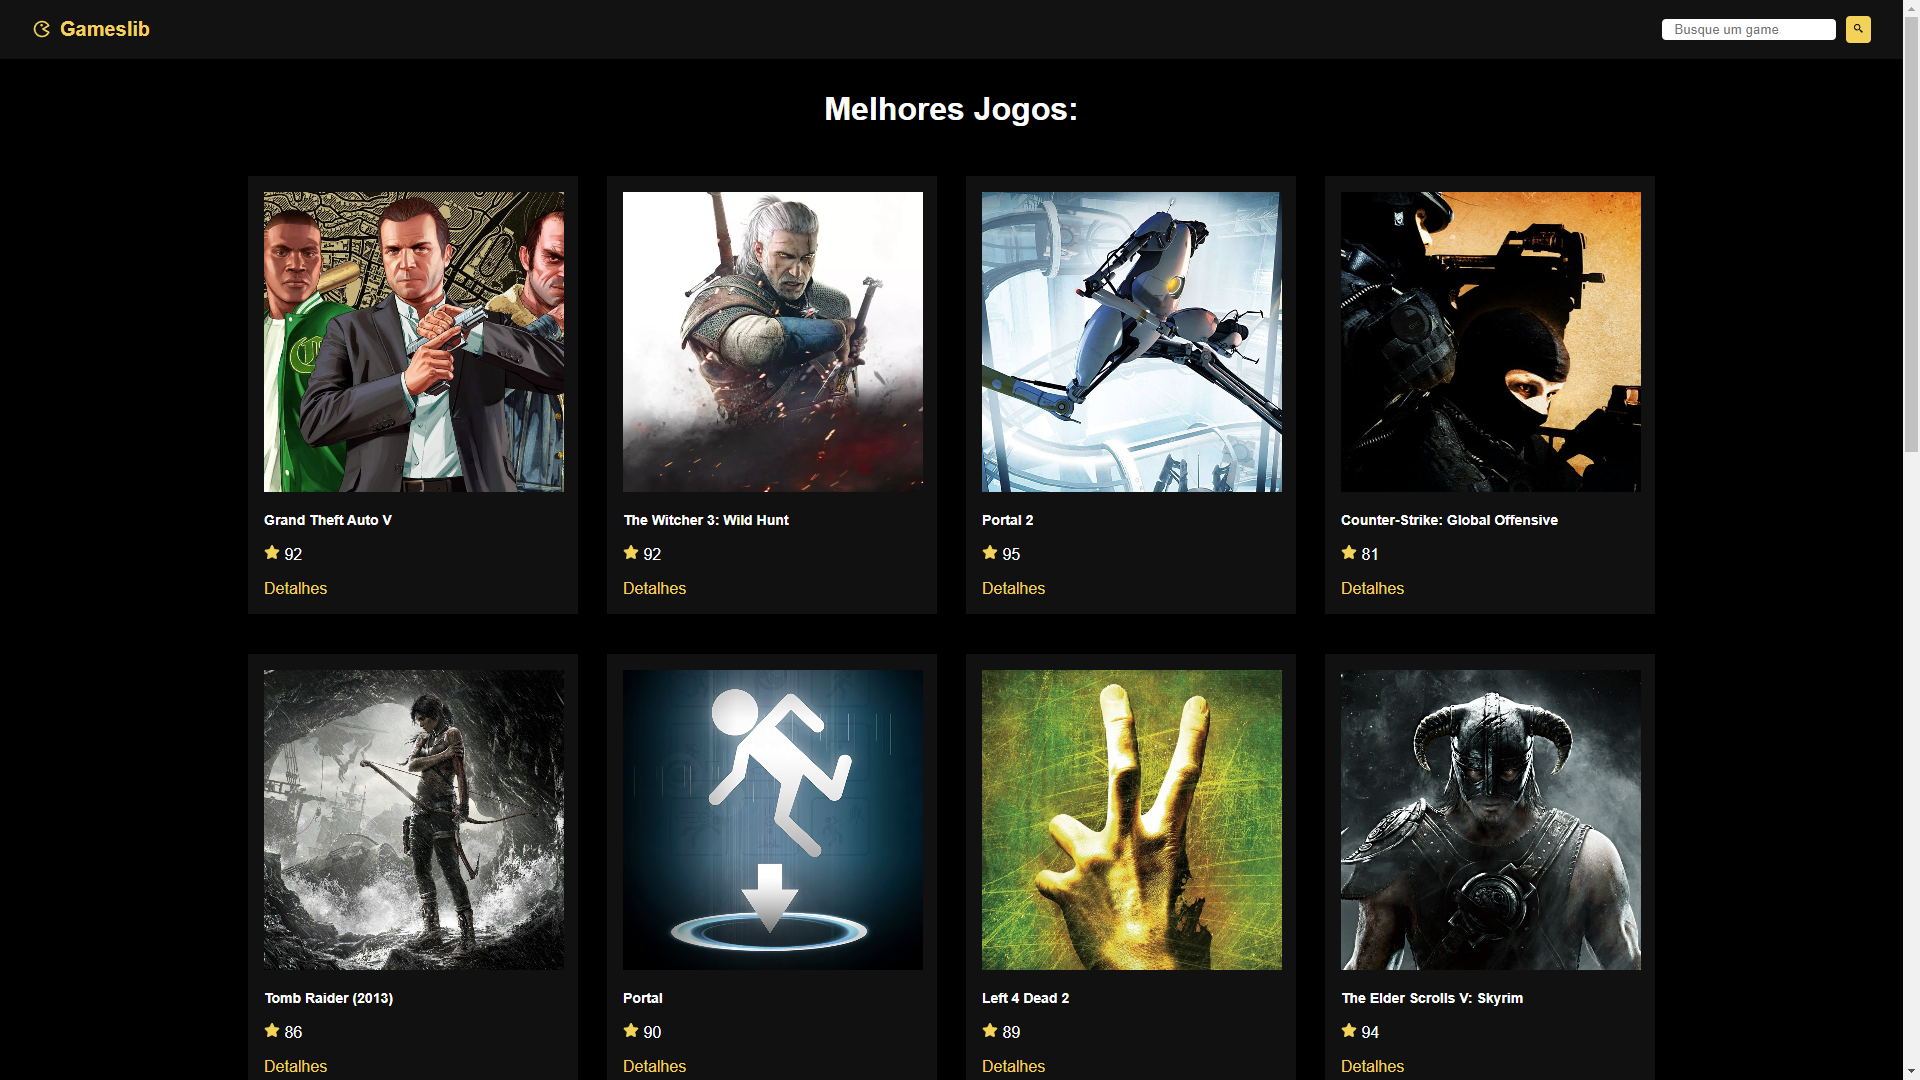 Gameslib
Busque um game
Melhores Jogos:
Grand Theft Auto V
92
Detalhes
The Witcher 3: Wild Hunt
92
Detalhes
Portal 2
95
Detalhes
Counter-Strike: Global Offensive
81
Detalhes
Tomb Raider (2013)
86
Detalhes
Portal
90
Detalhes
Left 4 Dead 2
89
Detalhes
The Elder Scrolls V: Skyrim
94
Detalhes